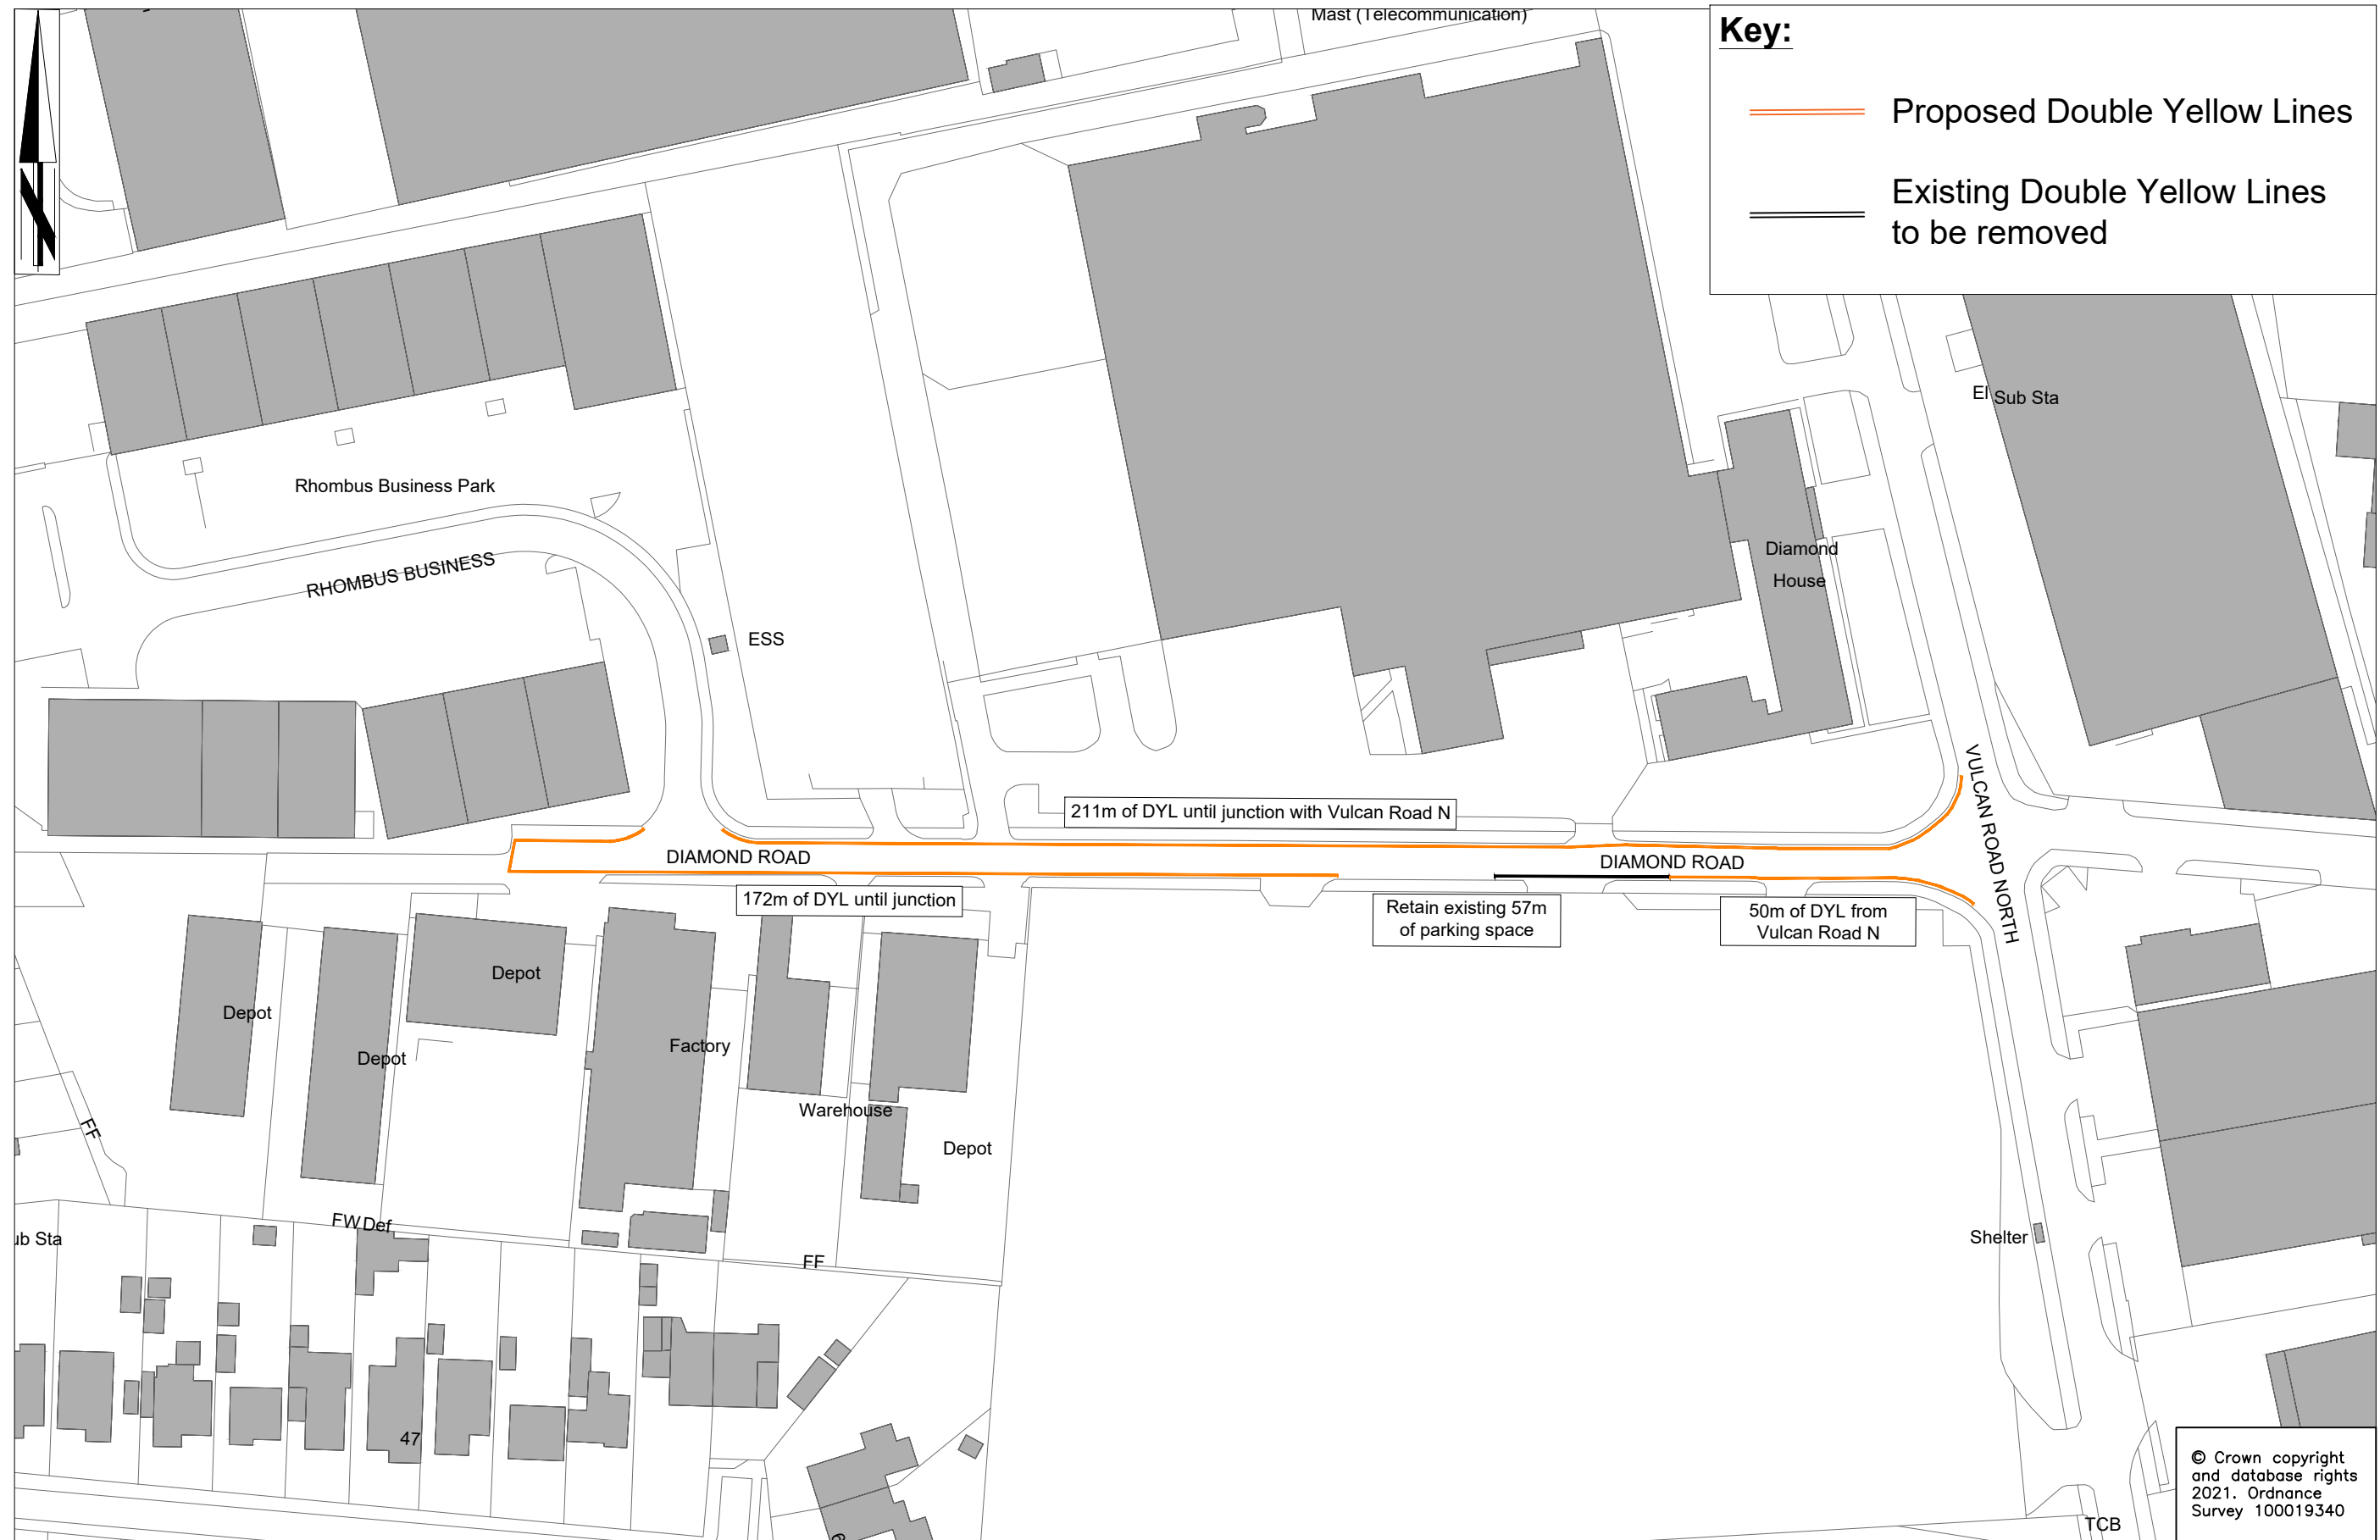 Mast (Telecommunication)
Key:
Proposed Double Yellow Lines
Existing Double Yellow Lines
to be removed
N
El Sub Sta
Rhombus Business Park
RHOMBUS BUSINESS
Diamond
House
ESS
VULCAN ROAD NORTH
211m of DYL until junction with Vulcan Road N
DIAMOND ROAD
DIAMOND ROAD
172m of DYL until junction
Retain existing 57m
of parking space
50m of DYL from
Vulcan Road N
Depot
Depot
Depot
Factory
Warehouse
Depot
FF
FW
Def
Sta
FF
Shelter
47
© Crown copyright
and database rights
2021. Ordnance
Survey 100019340
TCB